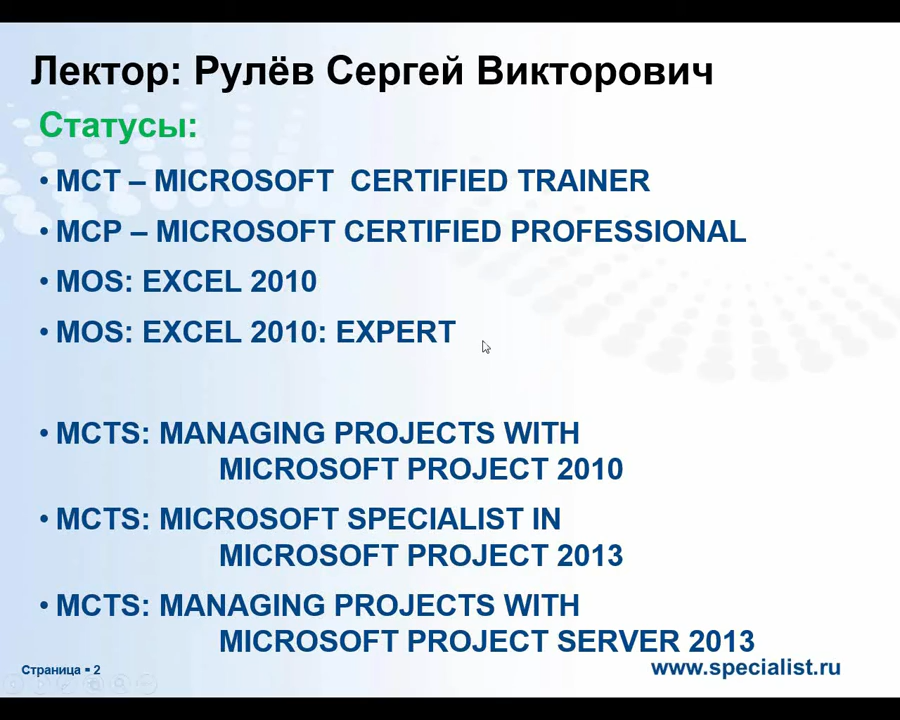 Лектор: Рулёв Сергей Викторович
Статусы:
• MCT – MICROSOFT CERTIFIED TRAINER
• MCP – MICROSOFT CERTIFIED PROFESSIONAL
• MOS: EXCEL 2010
• MOS: EXCEL 2010: EXPERT
• MCTS: MANAGING PROJECTS WITH
MICROSOFT PROJECT 2010
• MCTS: MICROSOFT SPECIALIST IN
MICROSOFT PROJECT 2013
• MCTS: MANAGING PROJECTS WITH
MICROSOFT PROJECT SERVER 2013
Страница ▪ 2
www.specialist.ru